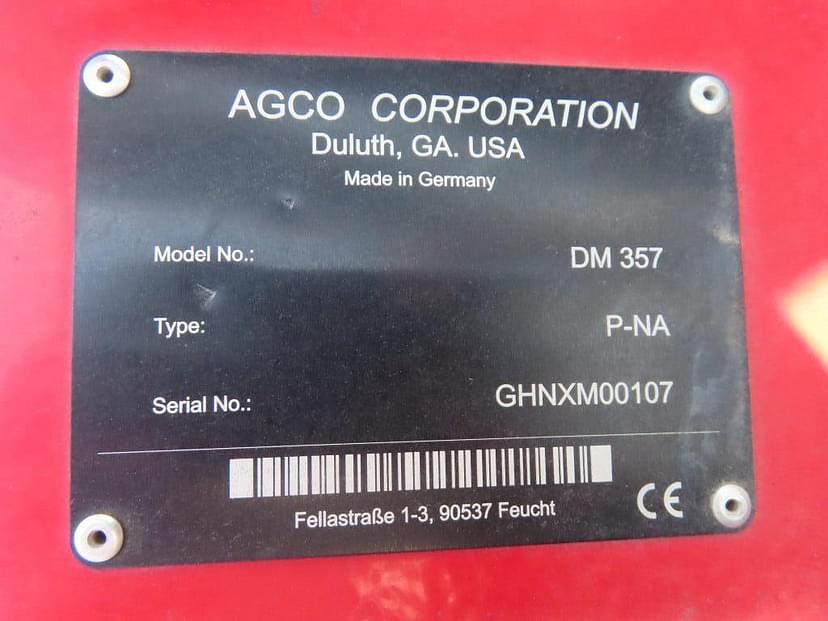 AGCO CORPORATION
Duluth, GA. USA
Made in Germany
Model No.: DM 357
Type: P-NA
Serial No.: GHNXM00107
Fellastraße 1-3, 90537 Feucht
CE